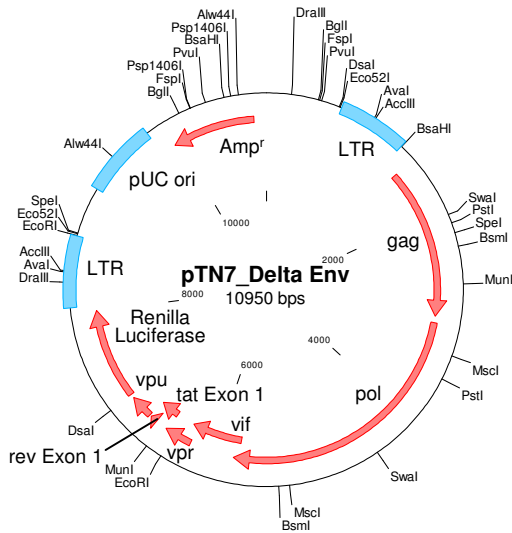 Alw44I
Psp1406I
BsaHI
PvuI
Psp1406I
FspI
BglI
DraIII
BglI
FspI
PvuI
DsaI
Eco52I
AvaI
AccIII
BsaHI
Ampʳ
LTR
Alw44I
pUC ori
SwaI
PstI
SpeI
BsmI
SpeI
Eco52I
EcoRI
10000
gag
2000
AccIII
AvaI
DraIII
LTR
pTN7_Delta Env
10950 bps
8000
MunI
Renilla
Luciferase
4000
MscI
6000
PstI
vpu
tat Exon 1
pol
DsaI
vif
rev Exon 1
vpr
MunI
EcoRI
SwaI
MscI
BsmI